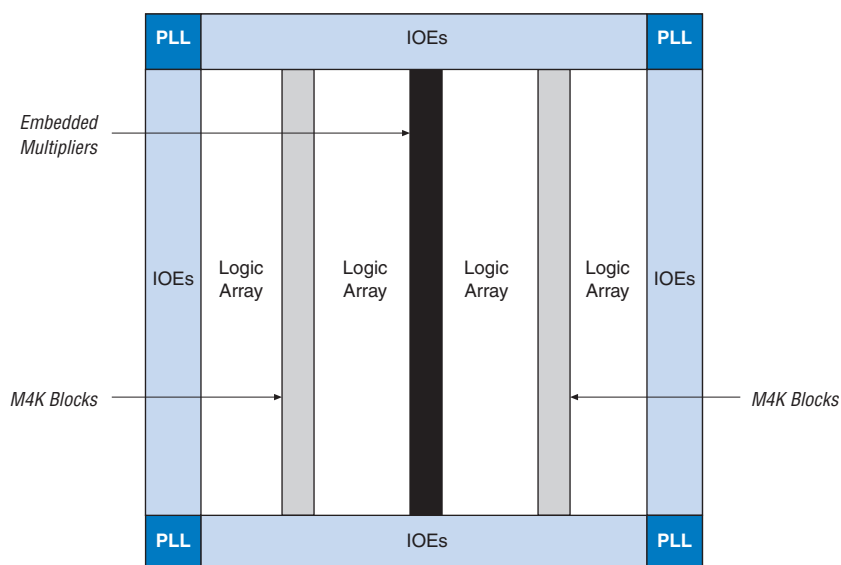 PLL
IOEs
PLL
Embedded
Multipliers
IOEs
Logic
Array
Logic
Array
Logic
Array
Logic
Array
IOEs
M4K Blocks
M4K Blocks
PLL
IOEs
PLL